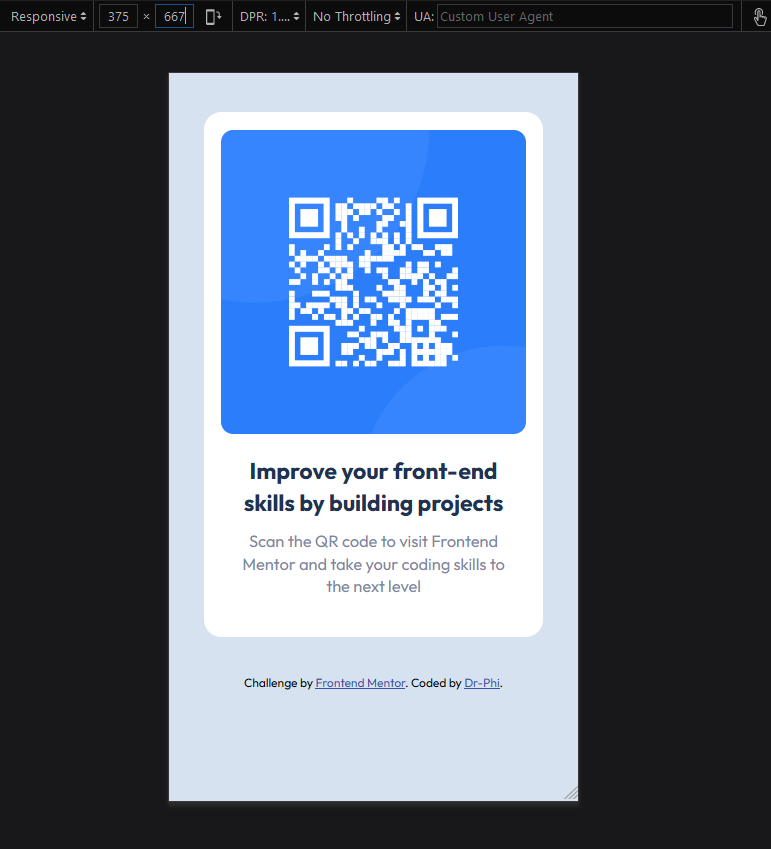 Responsive 375 × 667 DPR: 1.... No Throttling UA: Custom User Agent
Improve your front-end
skills by building projects
Scan the QR code to visit Frontend
Mentor and take your coding skills to
the next level
Challenge by Frontend Mentor. Coded by Dr-Phi.